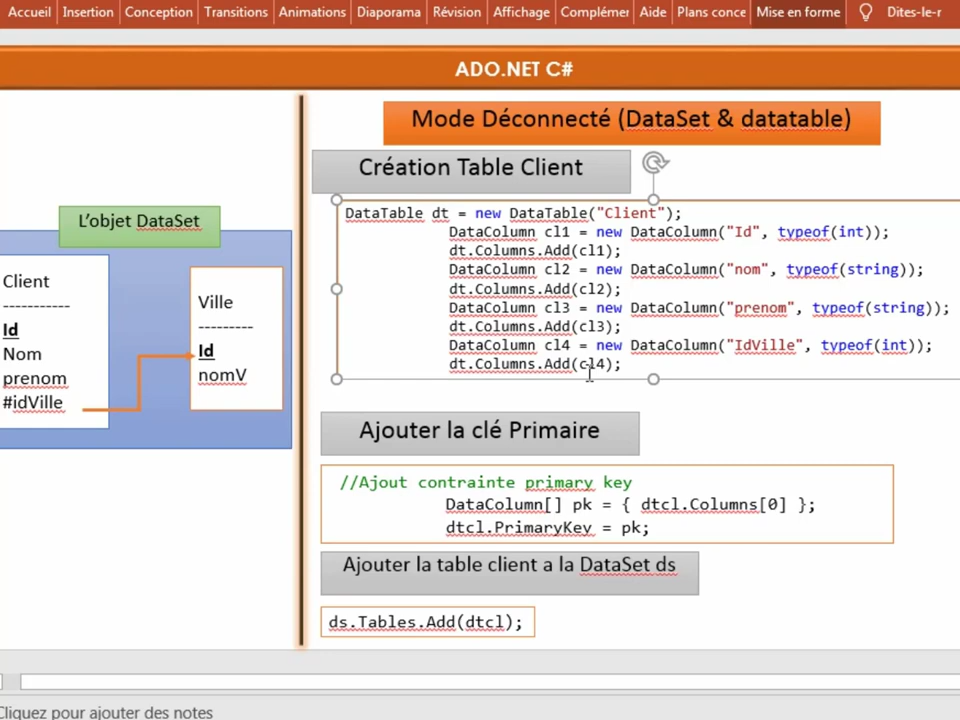 Accueil Insertion Conception Transitions Animations Diaporama Révision Affichage Complémer Aide Plans conce Mise en forme Dites-le-r
ADO.NET C#
Mode Déconnecté (DataSet & datatable)
Création Table Client
L'objet DataSet
Client
-----------
Id
Nom
prenom
#idVille
Ville
---------
Id
nomV
DataTable dt = new DataTable("Client");
DataColumn cl1 = new DataColumn("Id", typeof(int));
dt.Columns.Add(cl1);
DataColumn cl2 = new DataColumn("nom", typeof(string));
dt.Columns.Add(cl2);
DataColumn cl3 = new DataColumn("prenom", typeof(string));
dt.Columns.Add(cl3);
DataColumn cl4 = new DataColumn("IdVille", typeof(int));
dt.Columns.Add(cl4);
Ajouter la clé Primaire
//Ajout contrainte primary key
DataColumn[] pk = { dtcl.Columns[0] };
dtcl.PrimaryKey = pk;
Ajouter la table client a la DataSet ds
ds.Tables.Add(dtcl);
Cliquez pour ajouter des notes